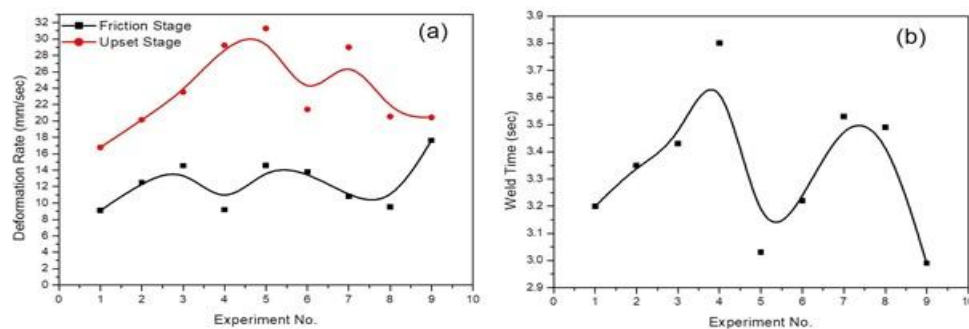 (a)
Friction Stage
Upset Stage
Deformation Rate (mm/sec)
32
30
28
26
24
22
20
18
16
14
12
10
8
6
4
2
0
0 1 2 3 4 5 6 7 8 9 10
Experiment No.
(b)
Weld Time (sec)
3.9
3.8
3.7
3.6
3.5
3.4
3.3
3.2
3.1
3.0
2.9
0 1 2 3 4 5 6 7 8 9 10
Experiment No.